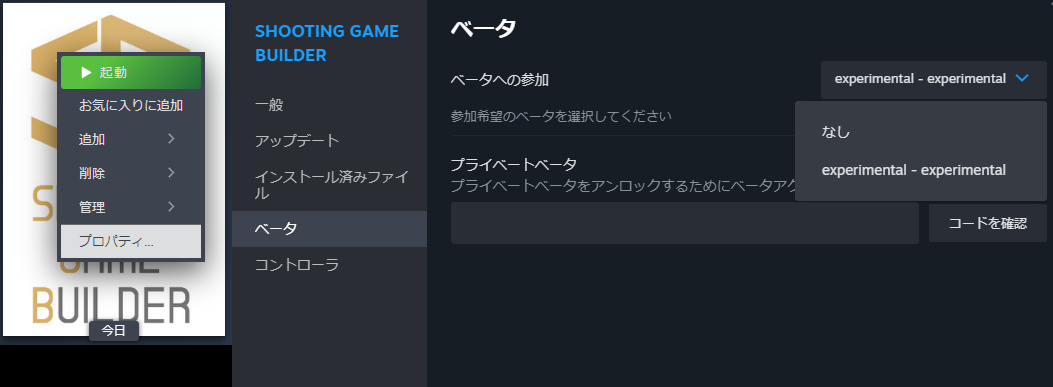 起動
お気に入りに追加
追加
削除
管理
プロパティ...
GAME
BUILDER
今日
SHOOTING GAME
BUILDER
一般
アップデート
インストール済みファイ
ル
ベータ
コントローラ
ベータ
ベータへの参加
experimental - experimental
参加希望のベータを選択してください
なし
experimental - experimental
プライベートベータ
プライベートベータをアンロックするためにベータアク
コードを確認